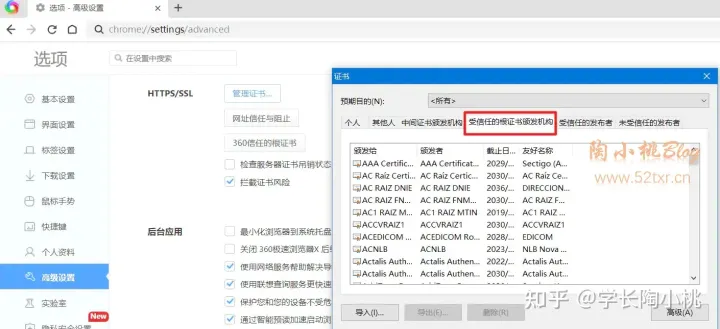 选项 - 高级设置
chrome://settings/advanced
选项
在设置中搜索
基本设置
界面设置
标签设置
下载设置
鼠标手势
快捷键
个人资料
高级设置
实验室
New
HTTPS/SSL
管理证书...
网址信任与阻止
360信任的根证书
检查服务器证书吊销状态
拦截证书风险
后台应用
最小化浏览器到系统托盘
关闭 360极速浏览器X 后
使用网络服务帮助解决导
使用联想查询服务更快速
保护您和您的设备不受危
通过智能预读加速启动浏
证书
预期目的(N):
<所有>
个人 其他人 中间证书颁发机构 受信任的根证书颁发机构 受信任的发布者 未受信任的发布者
颁发给 颁发者 截止日... 友好名称
AAA Certific... AAA Certificat... 2029/... Sectigo (A...
AC Raiz Certic... AC Raiz Certic... 2030/... AC Raíz Ce...
AC RAIZ DNIE AC RAIZ DNIE 2036/... DIRECCION...
AC RAIZ FNM... AC RAIZ FNM... 2030/...
AC1 RAIZ M... AC1 RAIZ MTIN 2019/...
ACCVRAIZ1 ACCVRAIZ1 2030/...
ACEDICOM ... ACEDICOM Ro... 2028/... EDICOM
ACNLB ACNLB 2023/... NLB Nova ...
Actalis Authe... Actalis Authen... 2030/...
Actalis Authe... Actalis Authen... 2022/...
导入(I)... 导出(E)... 删除(R) 高级(A)
陶小桃Blog
www.52txr.cn
知乎 @学长陶小桃